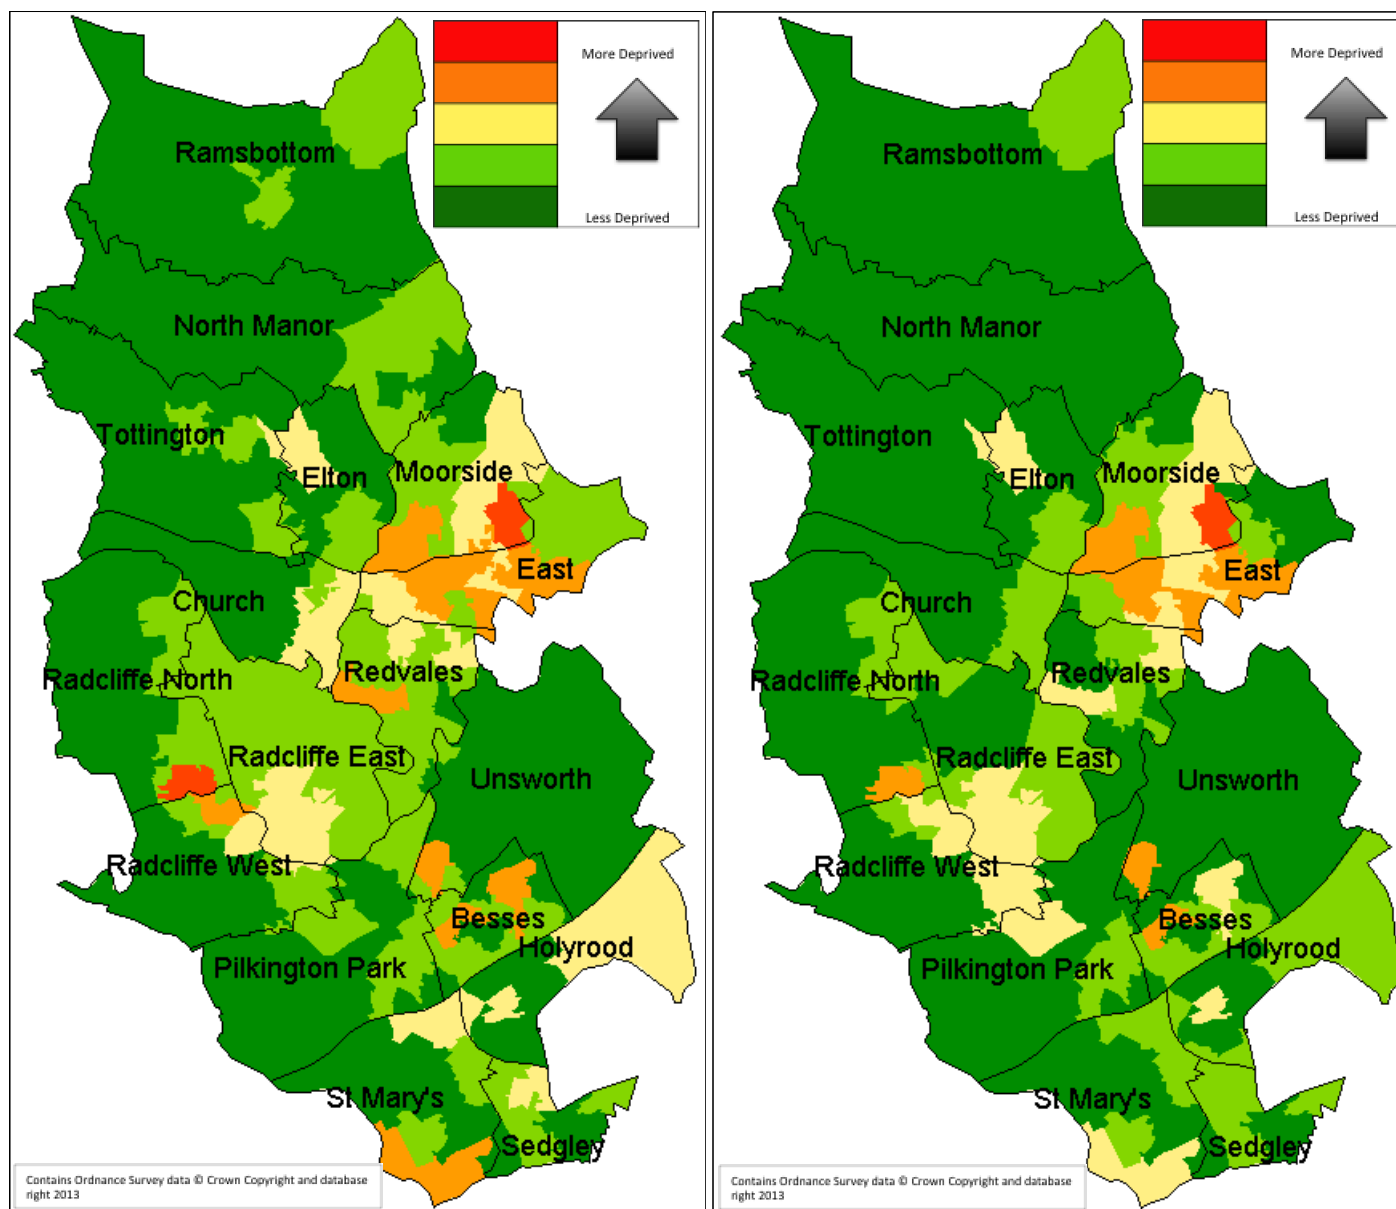 More Deprived
Less Deprived
Ramsbottom
North Manor
Tottington
Elton
Moorside
East
Church
Redvales
Radcliffe North
Radcliffe East
Unsworth
Radcliffe West
Besses
Holyrood
Pilkington Park
St Mary's
Sedgley
Contains Ordnance Survey data © Crown Copyright and database
right 2013
More Deprived
Less Deprived
Ramsbottom
North Manor
Tottington
Elton
Moorside
East
Church
Redvales
Radcliffe North
Radcliffe East
Unsworth
Radcliffe West
Besses
Holyrood
Pilkington Park
St Mary's
Sedgley
Contains Ordnance Survey data © Crown Copyright and database
right 2013